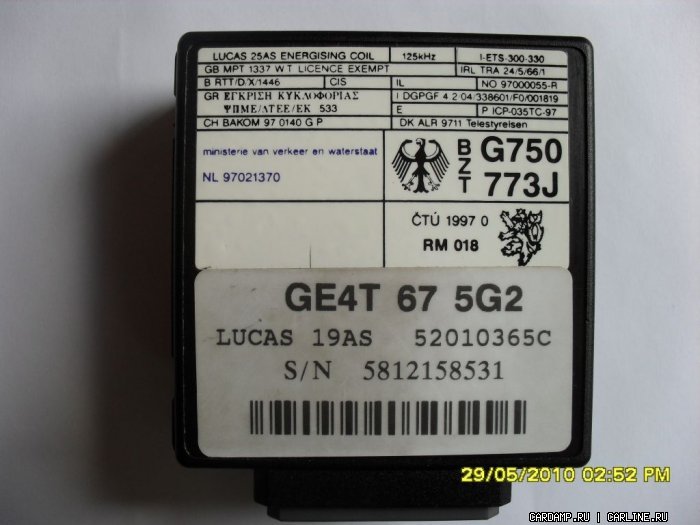 LUCAS 25AS ENERGISING COIL 125kHz I-ETS-300-330
GB MPT 1337 W T LICENCE EXEMPT IRL TRA 24/5/66/1
B RTT/D/X/1446 CIS IL NO 97000055-R
GR ΕΓΚΡΙΣΗ ΚΥΚΛΟΦΟΡΙΑΣ I DGPGF 4 2 04/338601/F0/001819
ΨΠΜΕ/ΔΤΕΕ/ΕΚ 533 E P ICP-035TC-97
CH BAKOM 97 0140 G P DK ALR 9711 Telestyrelsen
ministerie van verkeer en waterstaat
NL 97021370
BZT G750
773J
ČTÚ 1997 0
RM 018
GE4T 67 5G2
LUCAS 19AS 52010365C
S/N 5812158531
29/05/2010 02:52 PM
CARDAMP.RU | CARLINE.RU